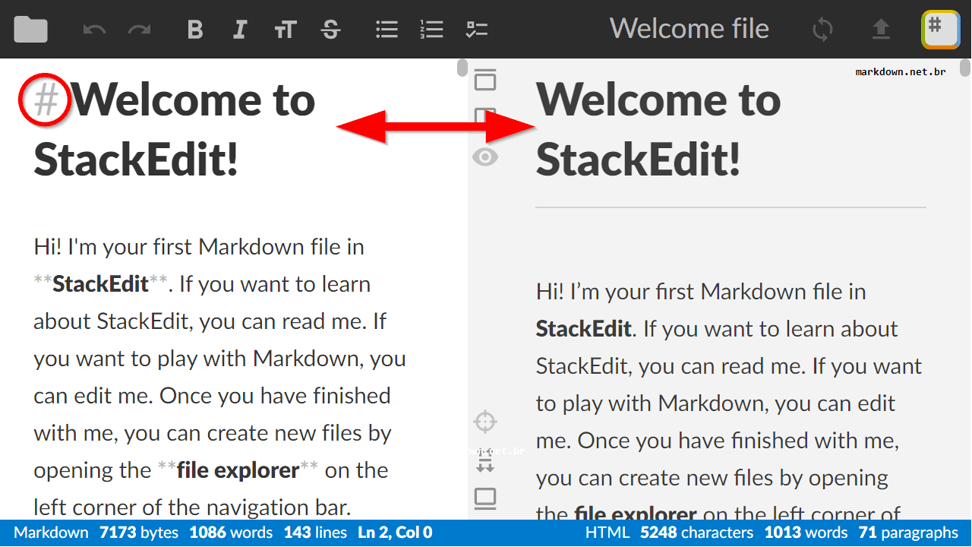 Welcome file
#
markdown.net.br
# Welcome to
StackEdit!
Hi! I'm your first Markdown file in
**StackEdit**. If you want to learn
about StackEdit, you can read me. If
you want to play with Markdown, you
can edit me. Once you have finished
with me, you can create new files by
opening the **file explorer** on the
left corner of the navigation bar.
Welcome to
StackEdit!
Hi! I’m your first Markdown file in
StackEdit. If you want to learn about
StackEdit, you can read me. If you want
to play with Markdown, you can edit
me. Once you have finished with me,
you can create new files by opening
the file explorer on the left corner of
Markdown 7173 bytes 1086 words 143 lines Ln 2, Col 0
HTML 5248 characters 1013 words 71 paragraphs